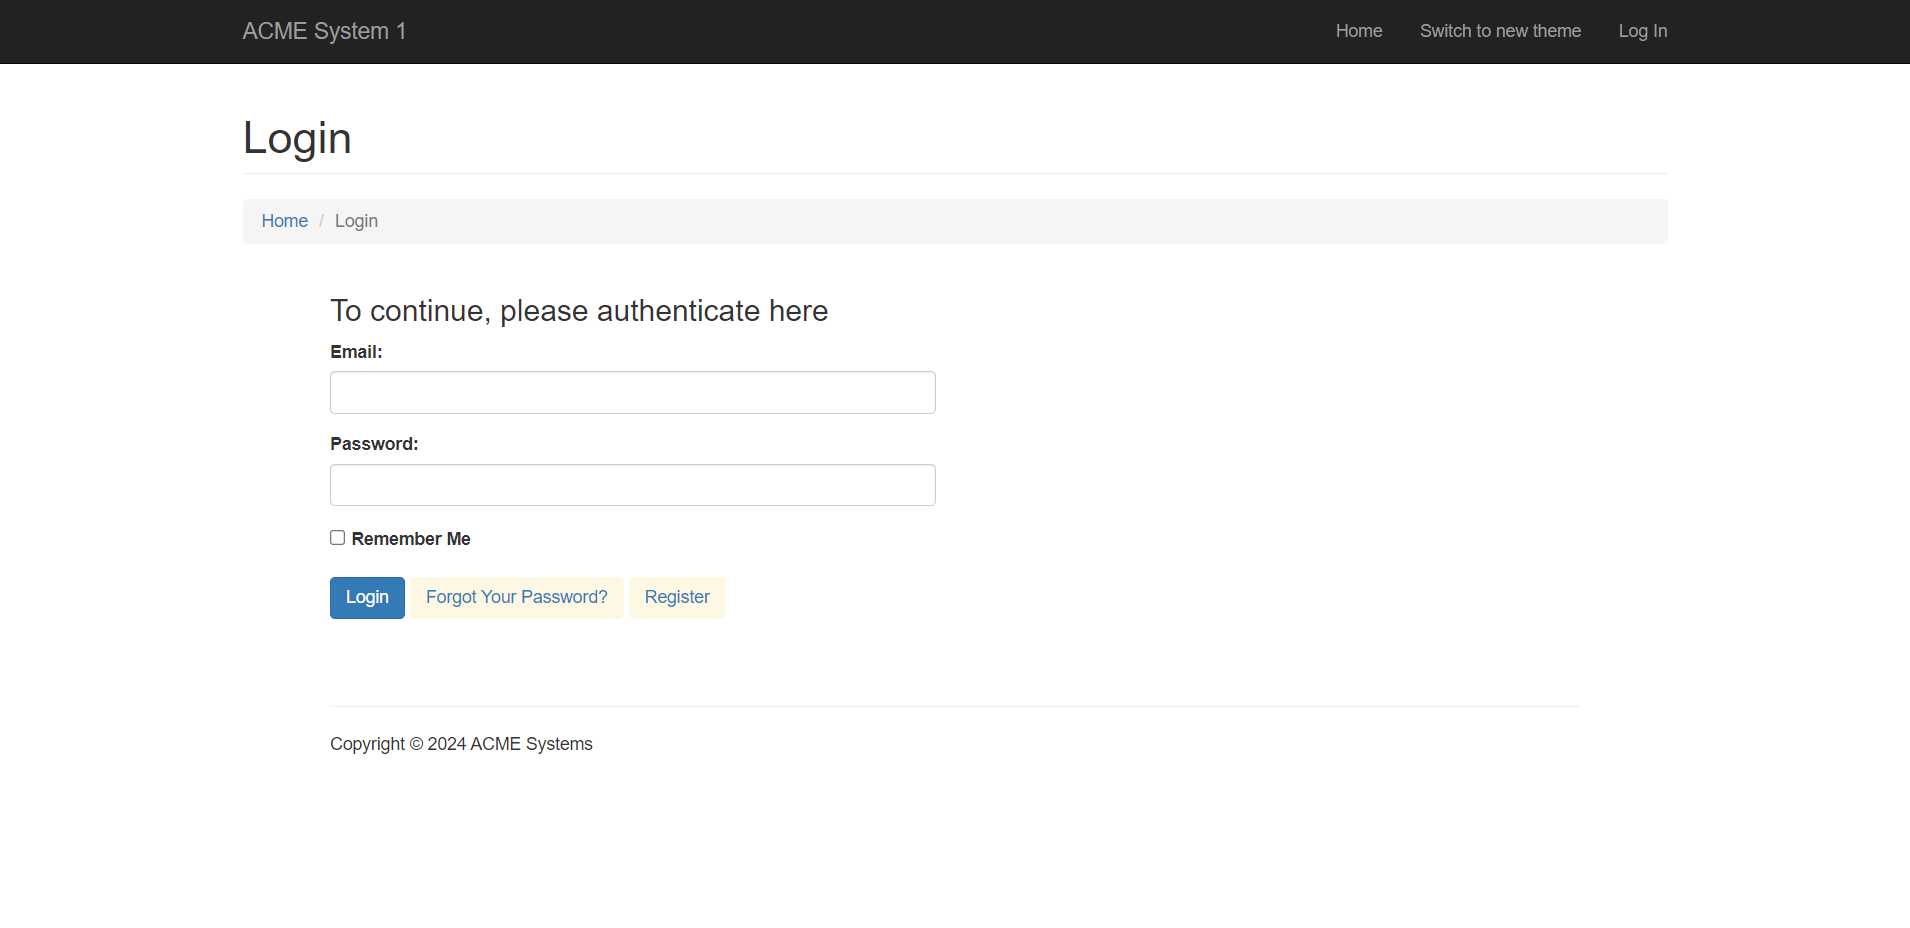 ACME System 1 Home Switch to new theme Log In
Login
Home / Login
To continue, please authenticate here
Email:
Password:
Remember Me
Login Forgot Your Password? Register
Copyright © 2024 ACME Systems